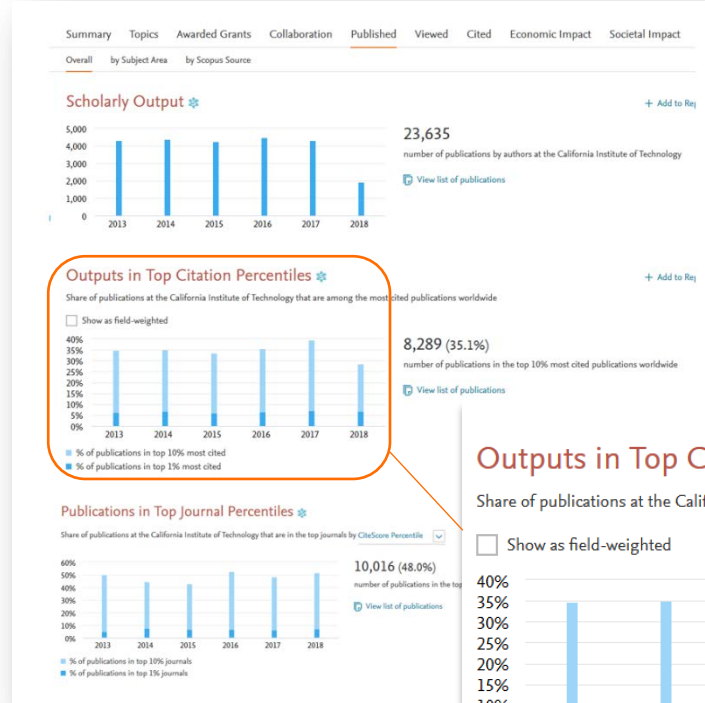 Summary Topics Awarded Grants Collaboration Published Viewed Cited Economic Impact Societal Impact
Overall by Subject Area by Scopus Source
Scholarly Output
+ Add to Rej
5,000
4,000
3,000
2,000
1,000
0
2013 2014 2015 2016 2017 2018
23,635
number of publications by authors at the California Institute of Technology
View list of publications
Outputs in Top Citation Percentiles
+ Add to Rej
Share of publications at the California Institute of Technology that are among the most cited publications worldwide
Show as field-weighted
40%
35%
30%
25%
20%
15%
10%
5%
0%
2013 2014 2015 2016 2017 2018
% of publications in top 10% most cited
% of publications in top 1% most cited
8,289 (35.1%)
number of publications in the top 10% most cited publications worldwide
View list of publications
Publications in Top Journal Percentiles
Share of publications at the California Institute of Technology that are in the top journals by CiteScore Percentile
60%
50%
40%
30%
20%
10%
0%
2013 2014 2015 2016 2017 2018
% of publications in top 10% journals
% of publications in top 1% journals
10,016 (48.0%)
number of publications in the top
View list of publications
Outputs in Top C
Share of publications at the Calif
Show as field-weighted
40%
35%
30%
25%
20%
15%